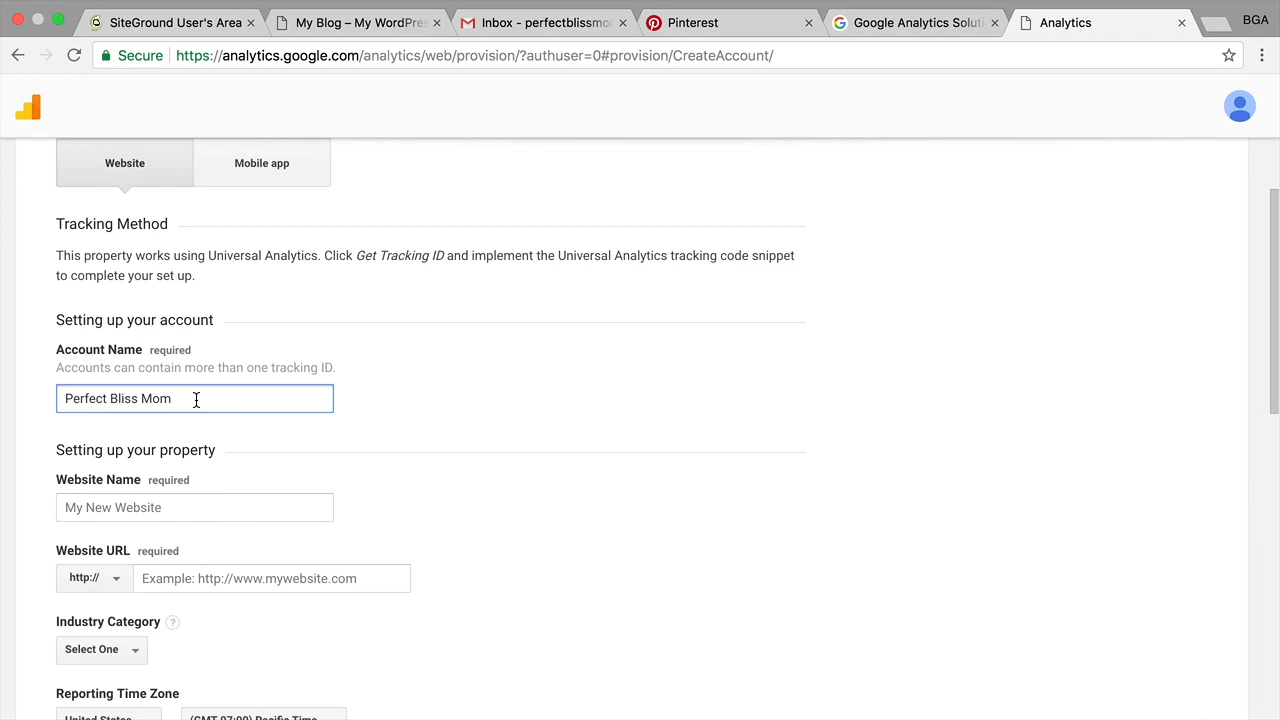 SiteGround User's Area
My Blog – My WordPre
Inbox - perfectblissmo
Pinterest
Google Analytics Soluti
Analytics
BGA
Secure https://analytics.google.com/analytics/web/provision/?authuser=0#provision/CreateAccount/
Website
Mobile app
Tracking Method
This property works using Universal Analytics. Click Get Tracking ID and implement the Universal Analytics tracking code snippet
to complete your set up.
Setting up your account
Account Name required
Accounts can contain more than one tracking ID.
Perfect Bliss Mom
Setting up your property
Website Name required
My New Website
Website URL required
http://
Example: http://www.mywebsite.com
Industry Category ?
Select One
Reporting Time Zone
United States
(GMT-07:00) Pacific Time